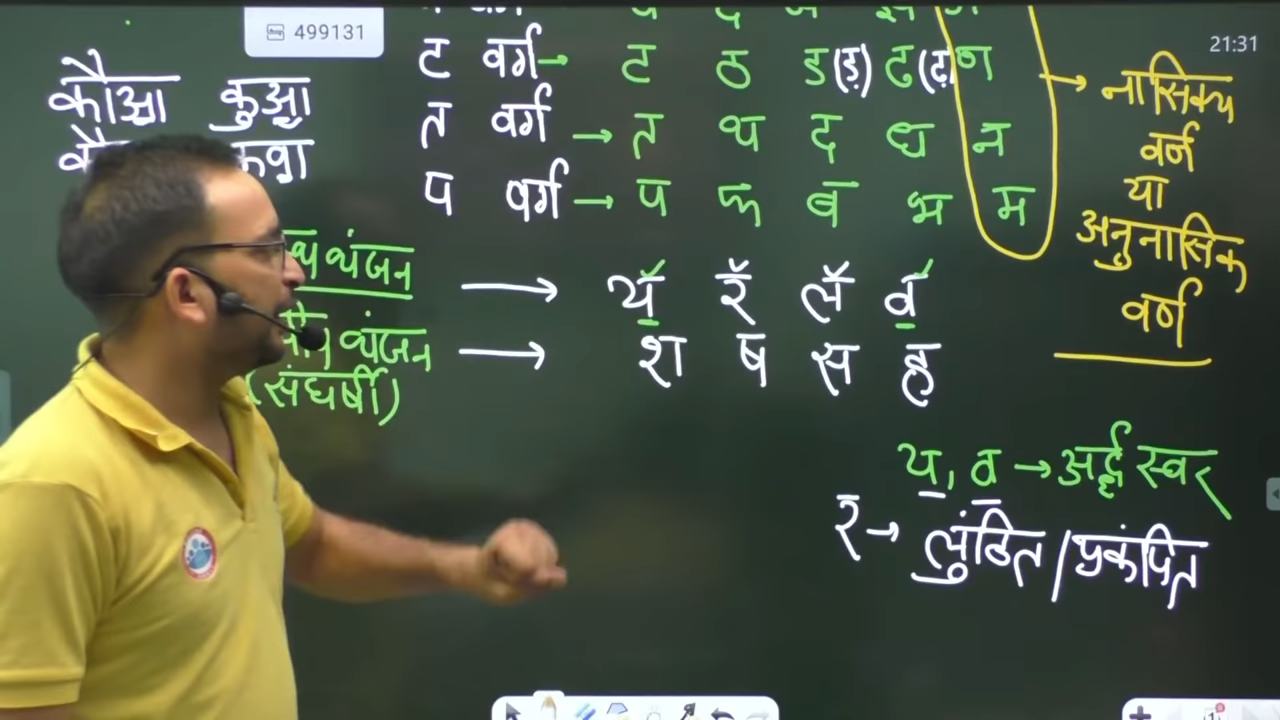 499131
21:31
कौआ कुआ
ट वर्ग → ट ठ ड(ड़) ढ(ढ़) ण
त वर्ग → त थ द ध न
प वर्ग → प फ ब भ म
→ नासिक्य
वर्ण
या
अनुनासिक
वर्ण
व्यंजन → य र ल व
व्यंजन → श ष स ह
(संघर्षी)
य, व → अर्द्ध स्वर
र → लुंठित / प्रकंपित